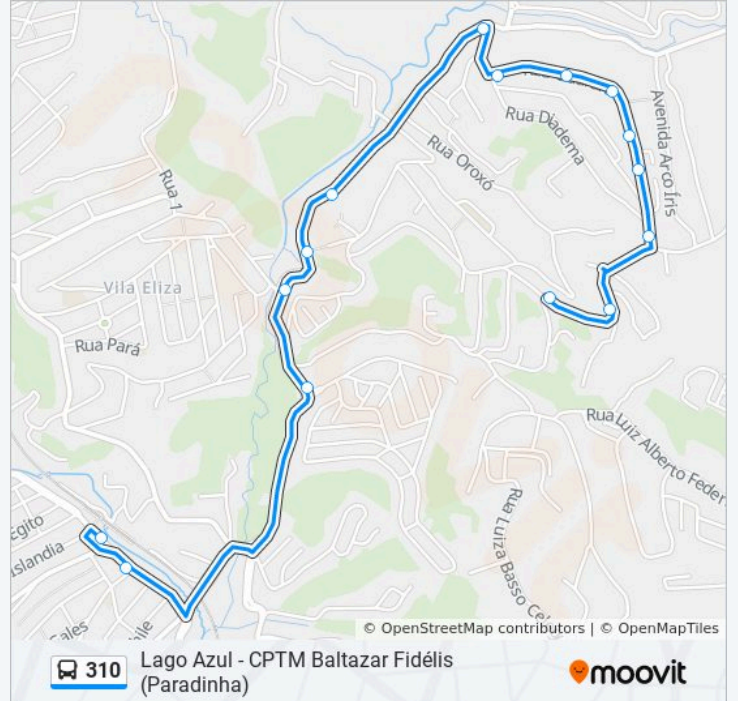 Rua Diadema
Avenida Arco Íris
Rua Oroxó
Rua 1
Vila Eliza
Rua Pará
Rua Luiz Alberto Feder
Rua Luiza Basso Ce
Egito
Islandia
© OpenStreetMap contributors | © OpenMapTiles
310
Lago Azul - CPTM Baltazar Fidélis
(Paradinha)
moovit